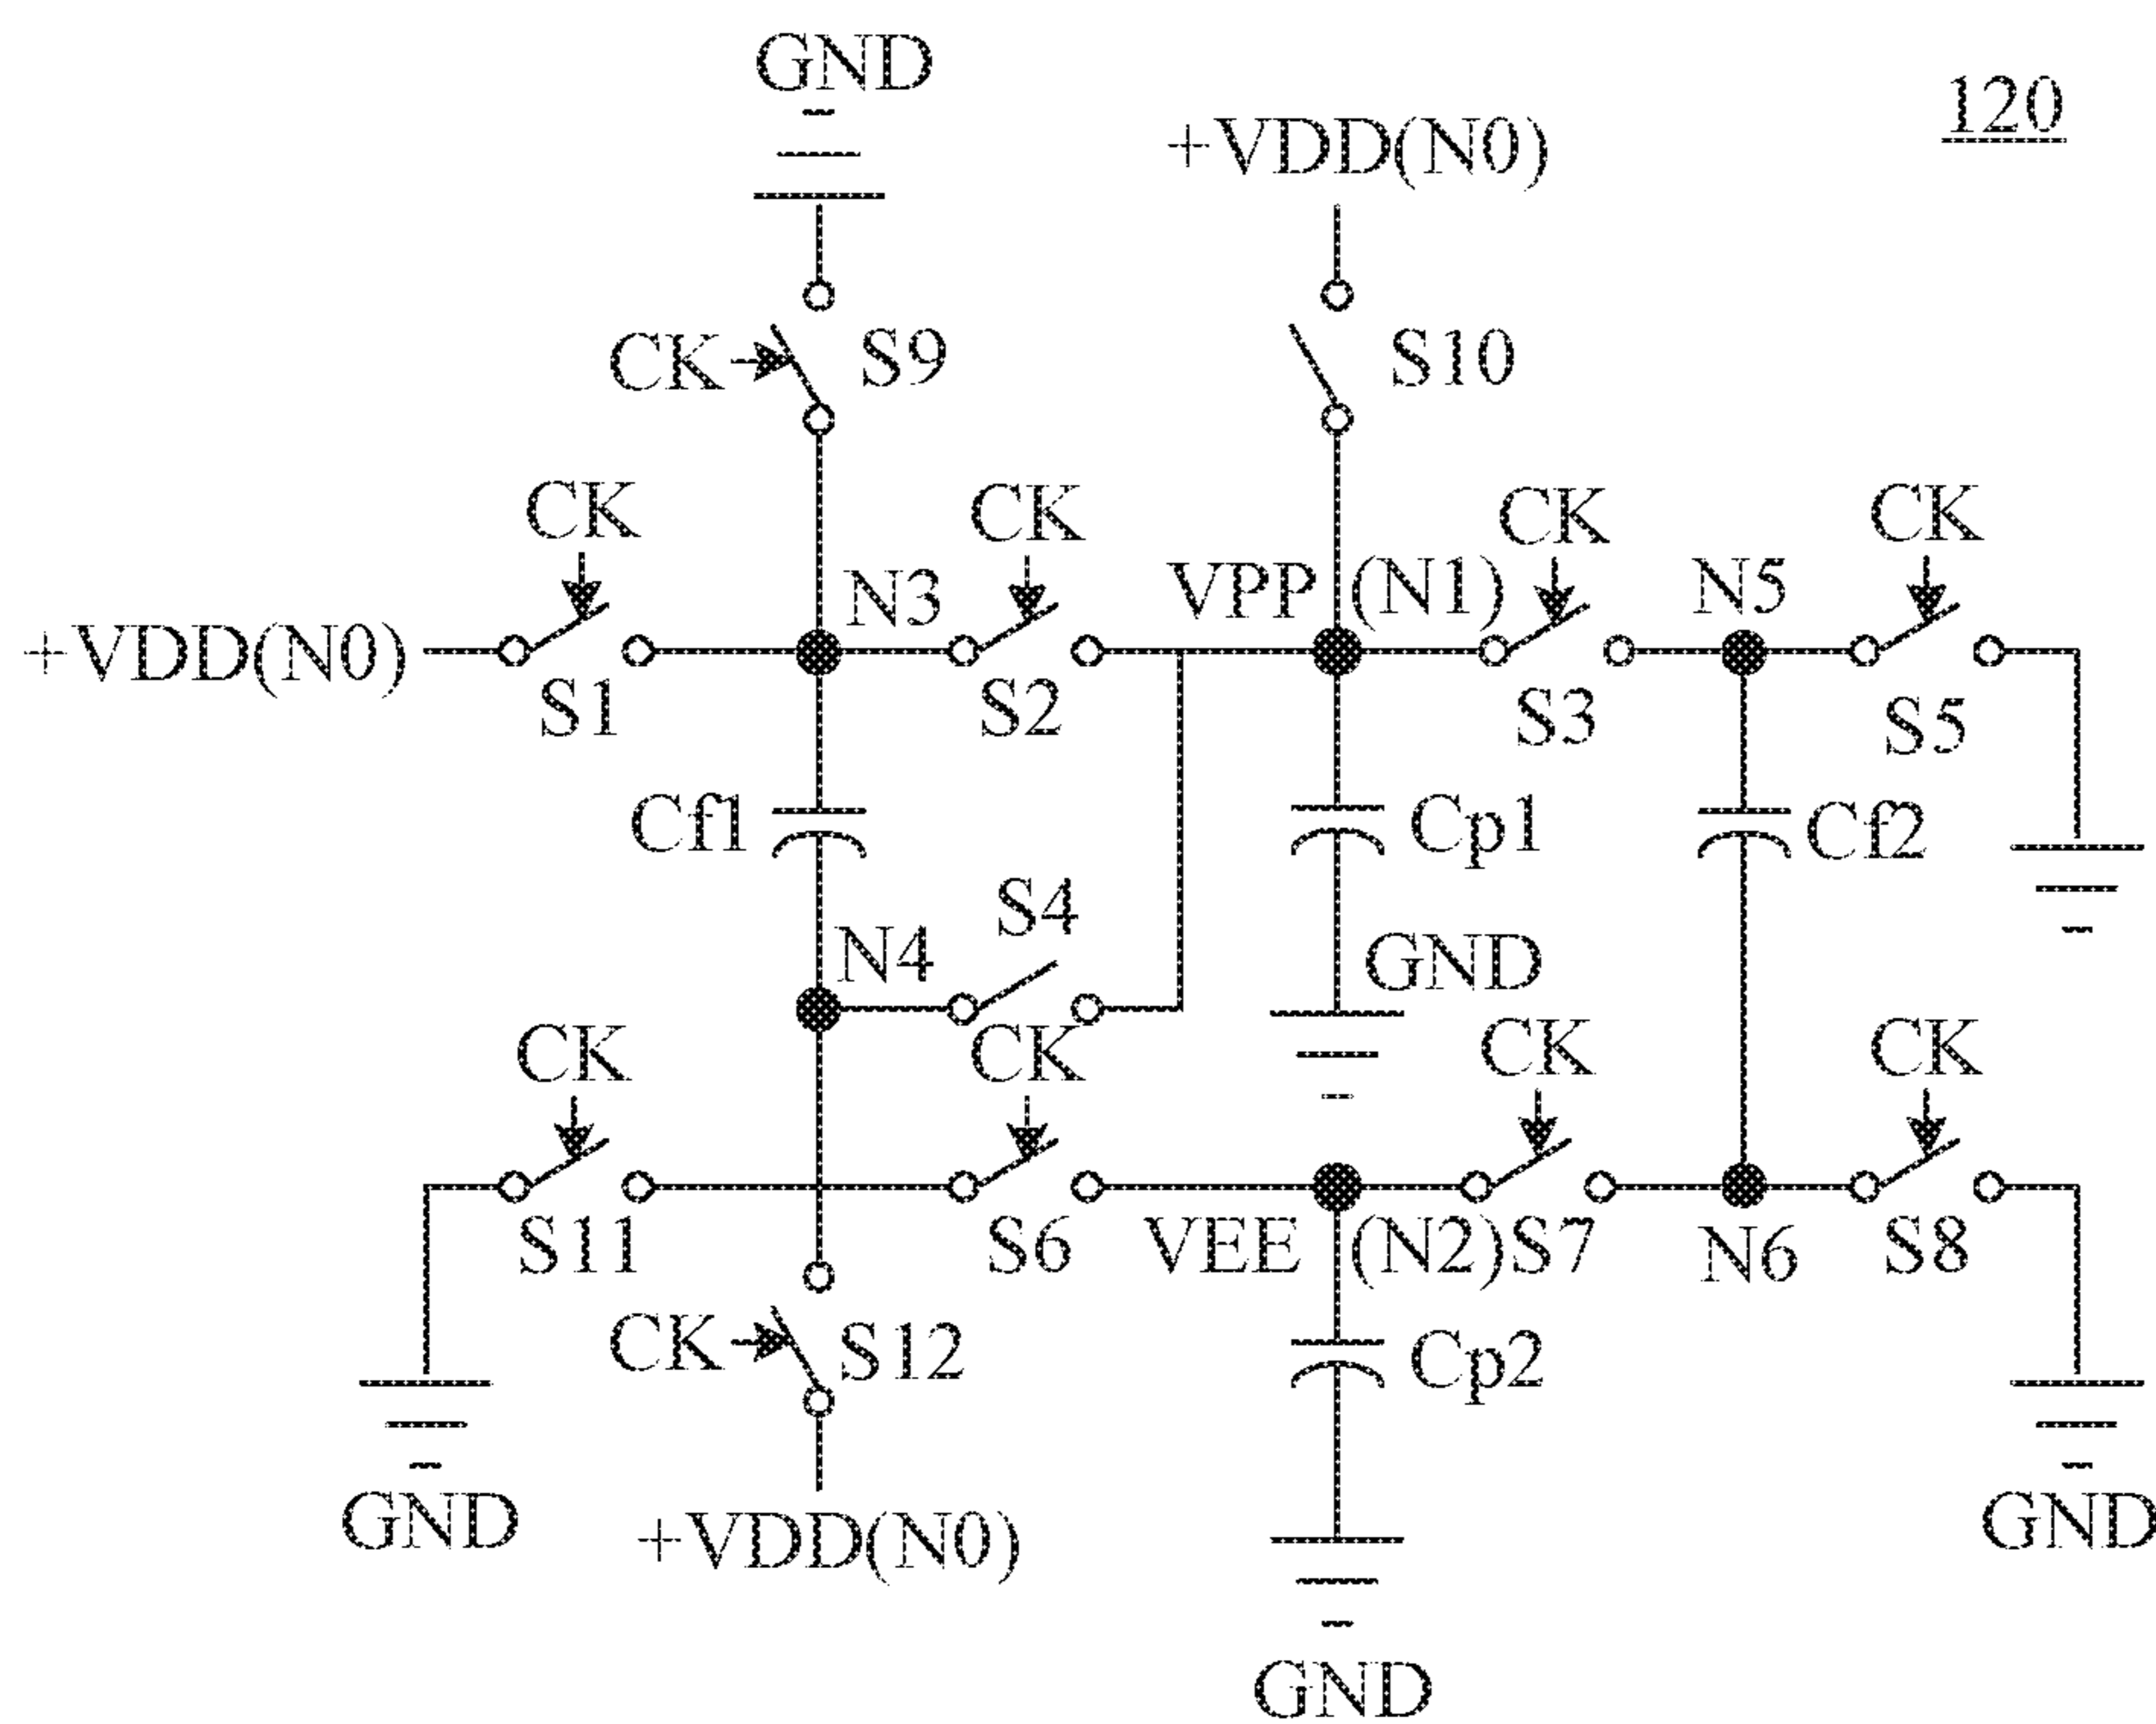 GND
120
+VDD(N0)
CK
S9
S10
CK
CK
CK
CK
N3
VPP
(N1)
N5
+VDD(N0)
S1
S2
S3
S5
Cf1
Cp1
Cf2
S4
N4
GND
CK
CK
CK
CK
S11
S6
VEE
(N2)
S7
N6
S8
CK
S12
Cp2
GND
+VDD(N0)
GND
GND